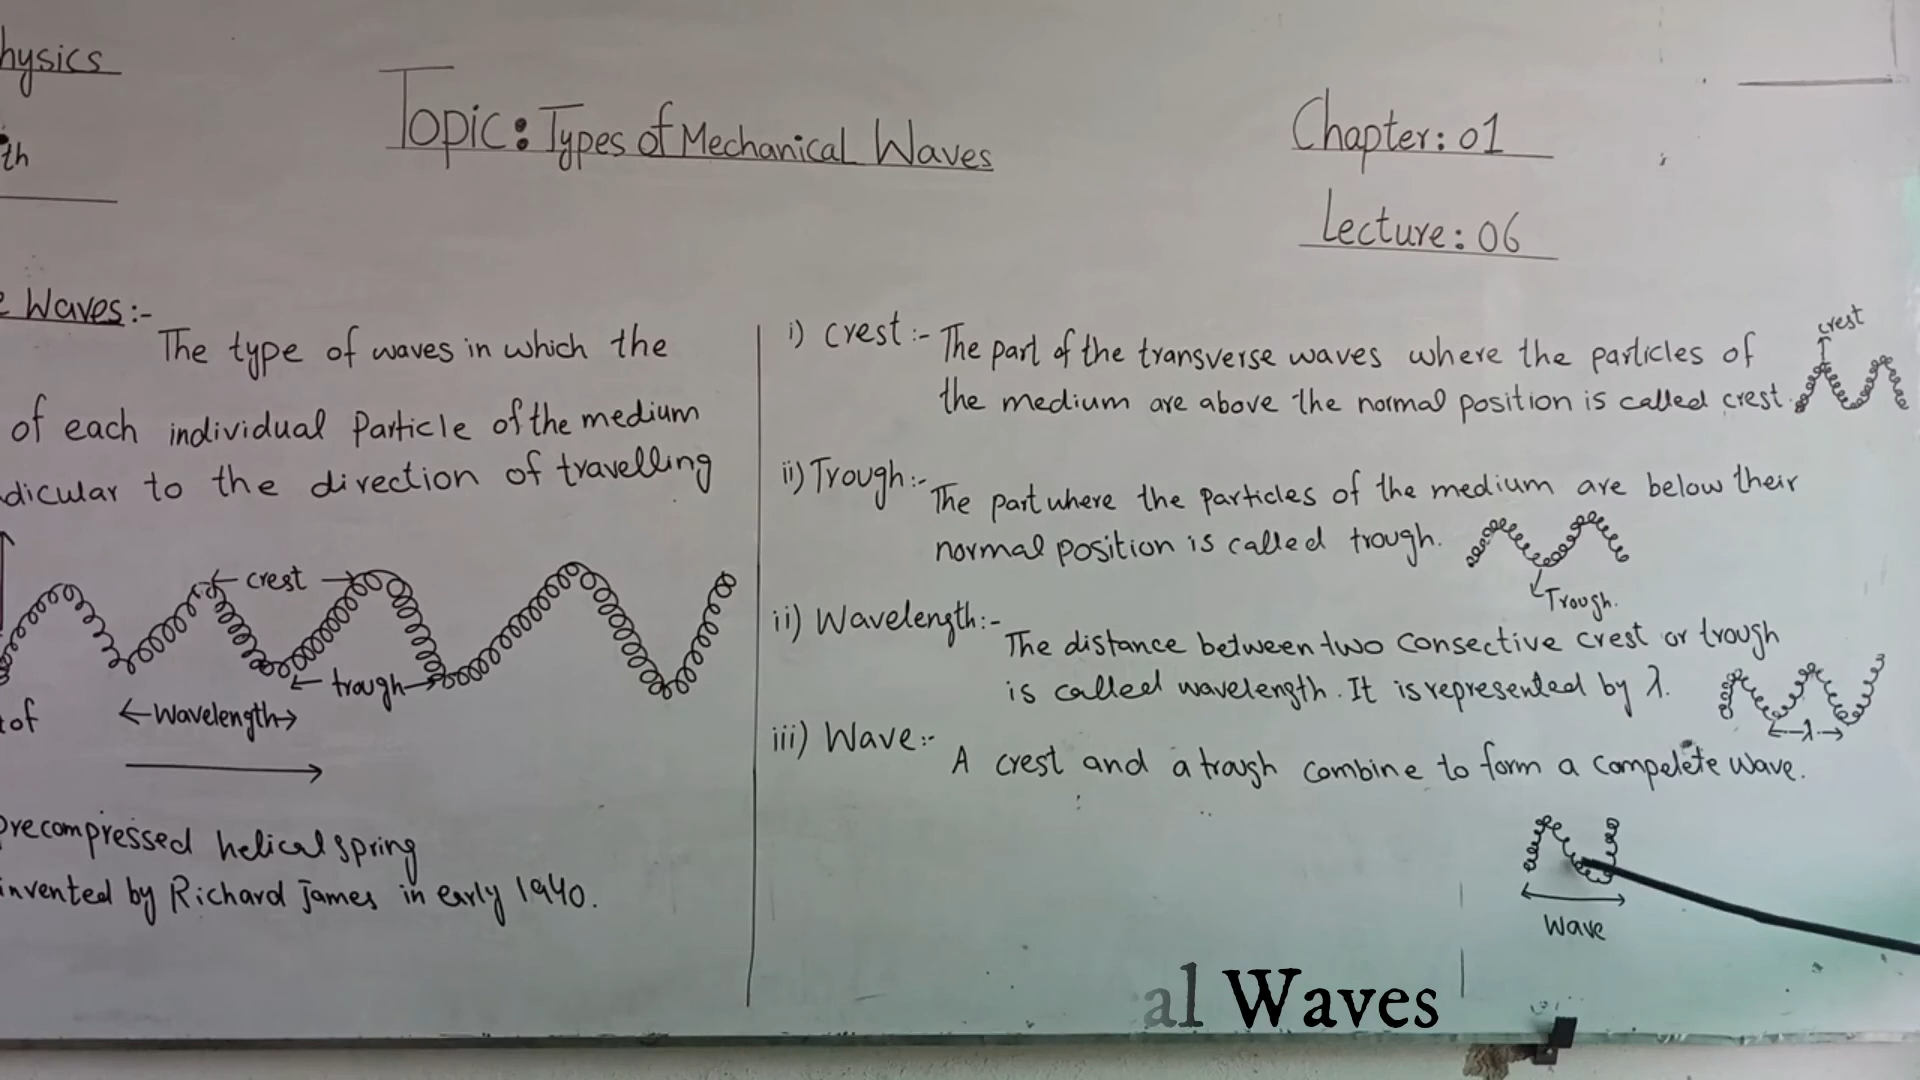 hysics
th
Topic: Types of Mechanical Waves
Chapter: 01
Lecture: 06
e Waves:-
The type of waves in which the
of each individual Particle of the medium
dicular to the direction of travelling
crest
trough
Wavelength
of
precompressed helical spring
invented by Richard James in early 1940.
i) Crest:- The part of the transverse waves where the particles of
the medium are above the normal position is called crest.
crest
ii) Trough:- The part where the particles of the medium are below their
normal position is called trough.
Trough.
ii) Wavelength:- The distance between two consective crest or trough
is called wavelength. It is represented by λ.
λ
iii) Wave:- A crest and a trough combine to form a compelete wave.
Wave
al Waves